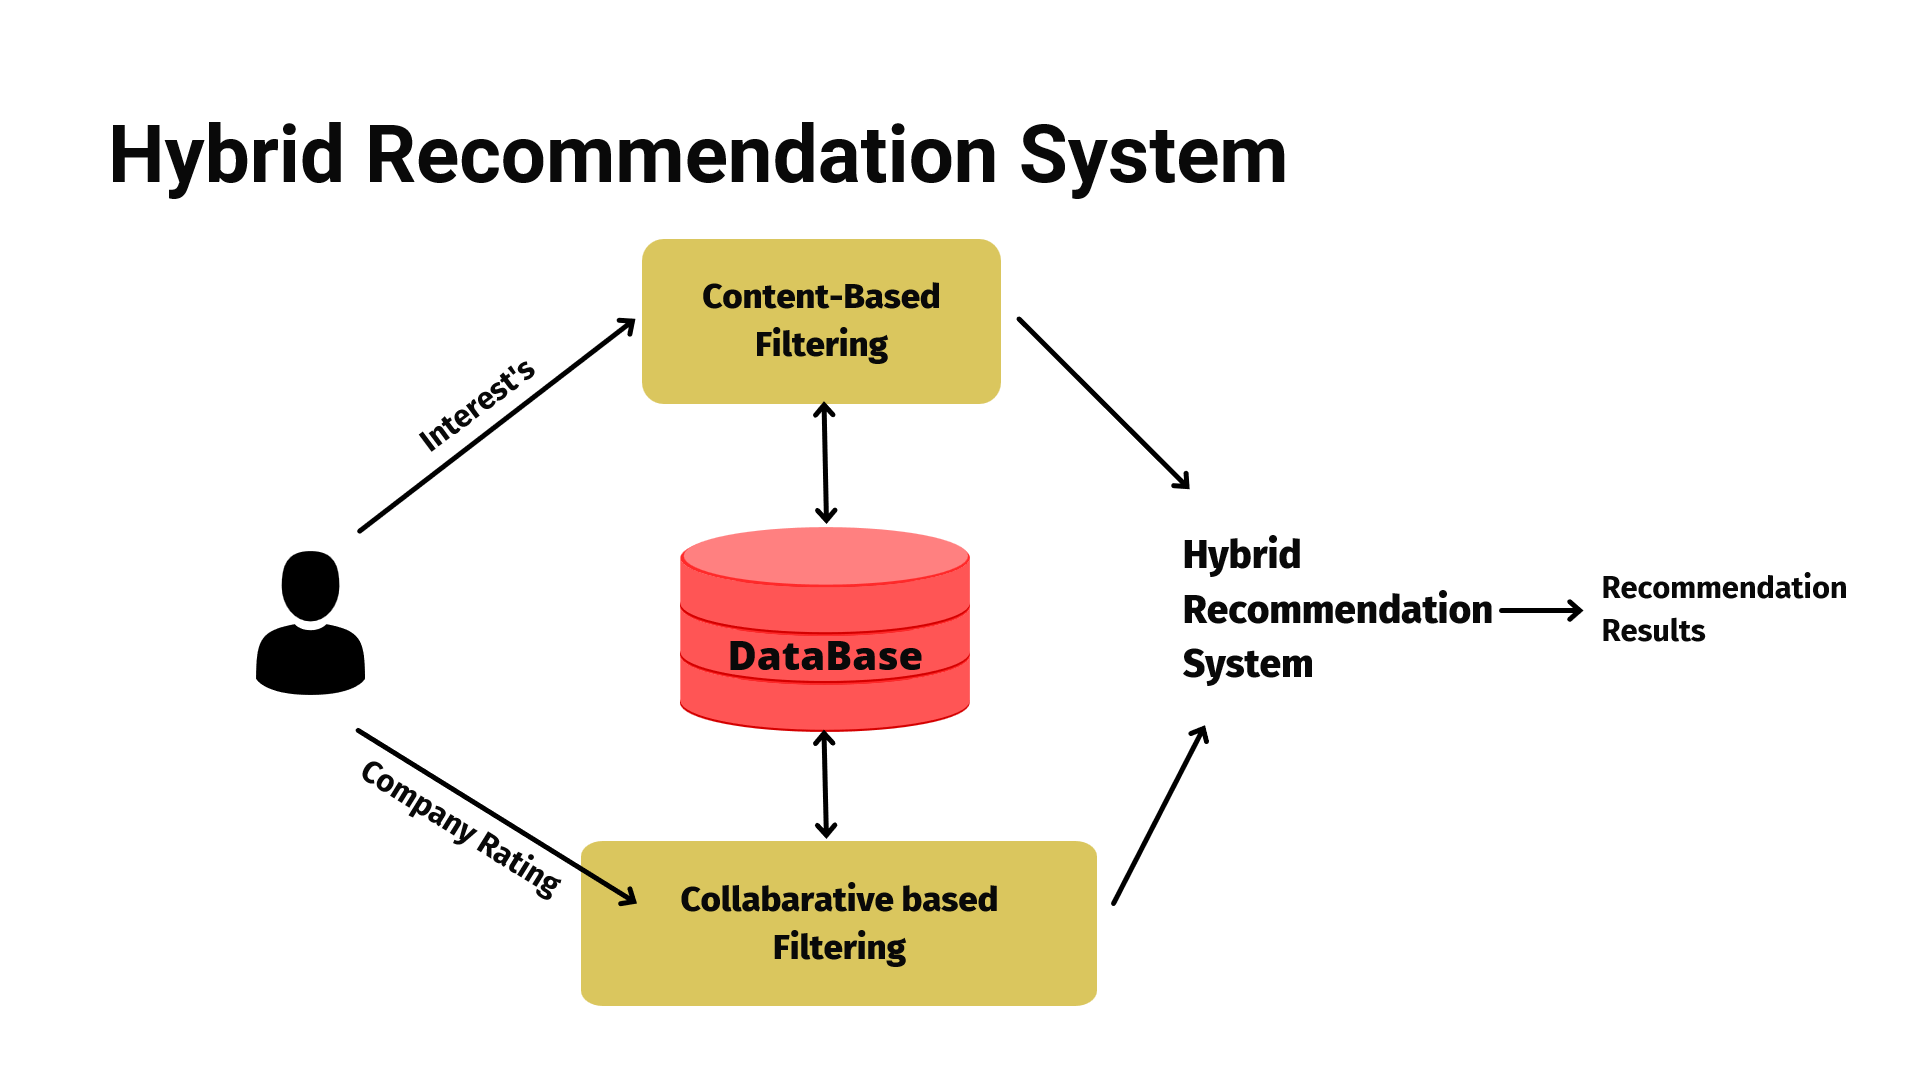 Hybrid Recommendation System
Content-Based
Filtering
Interest's
DataBase
Hybrid
Recommendation
System
Recommendation
Results
Company Rating
Collabarative based
Filtering